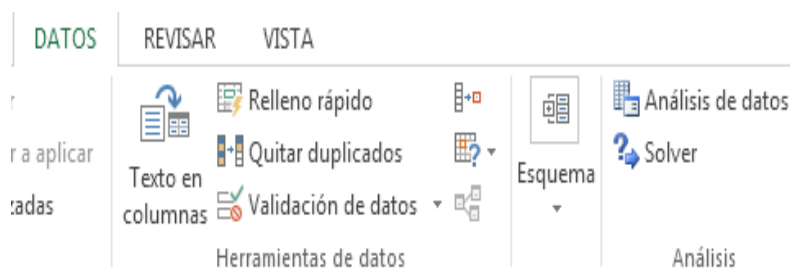 DATOS REVISAR VISTA
Relleno rápido
Análisis de datos
r a aplicar
Quitar duplicados
Solver
Texto en columnas
Esquema
Validación de datos
Herramientas de datos
Análisis